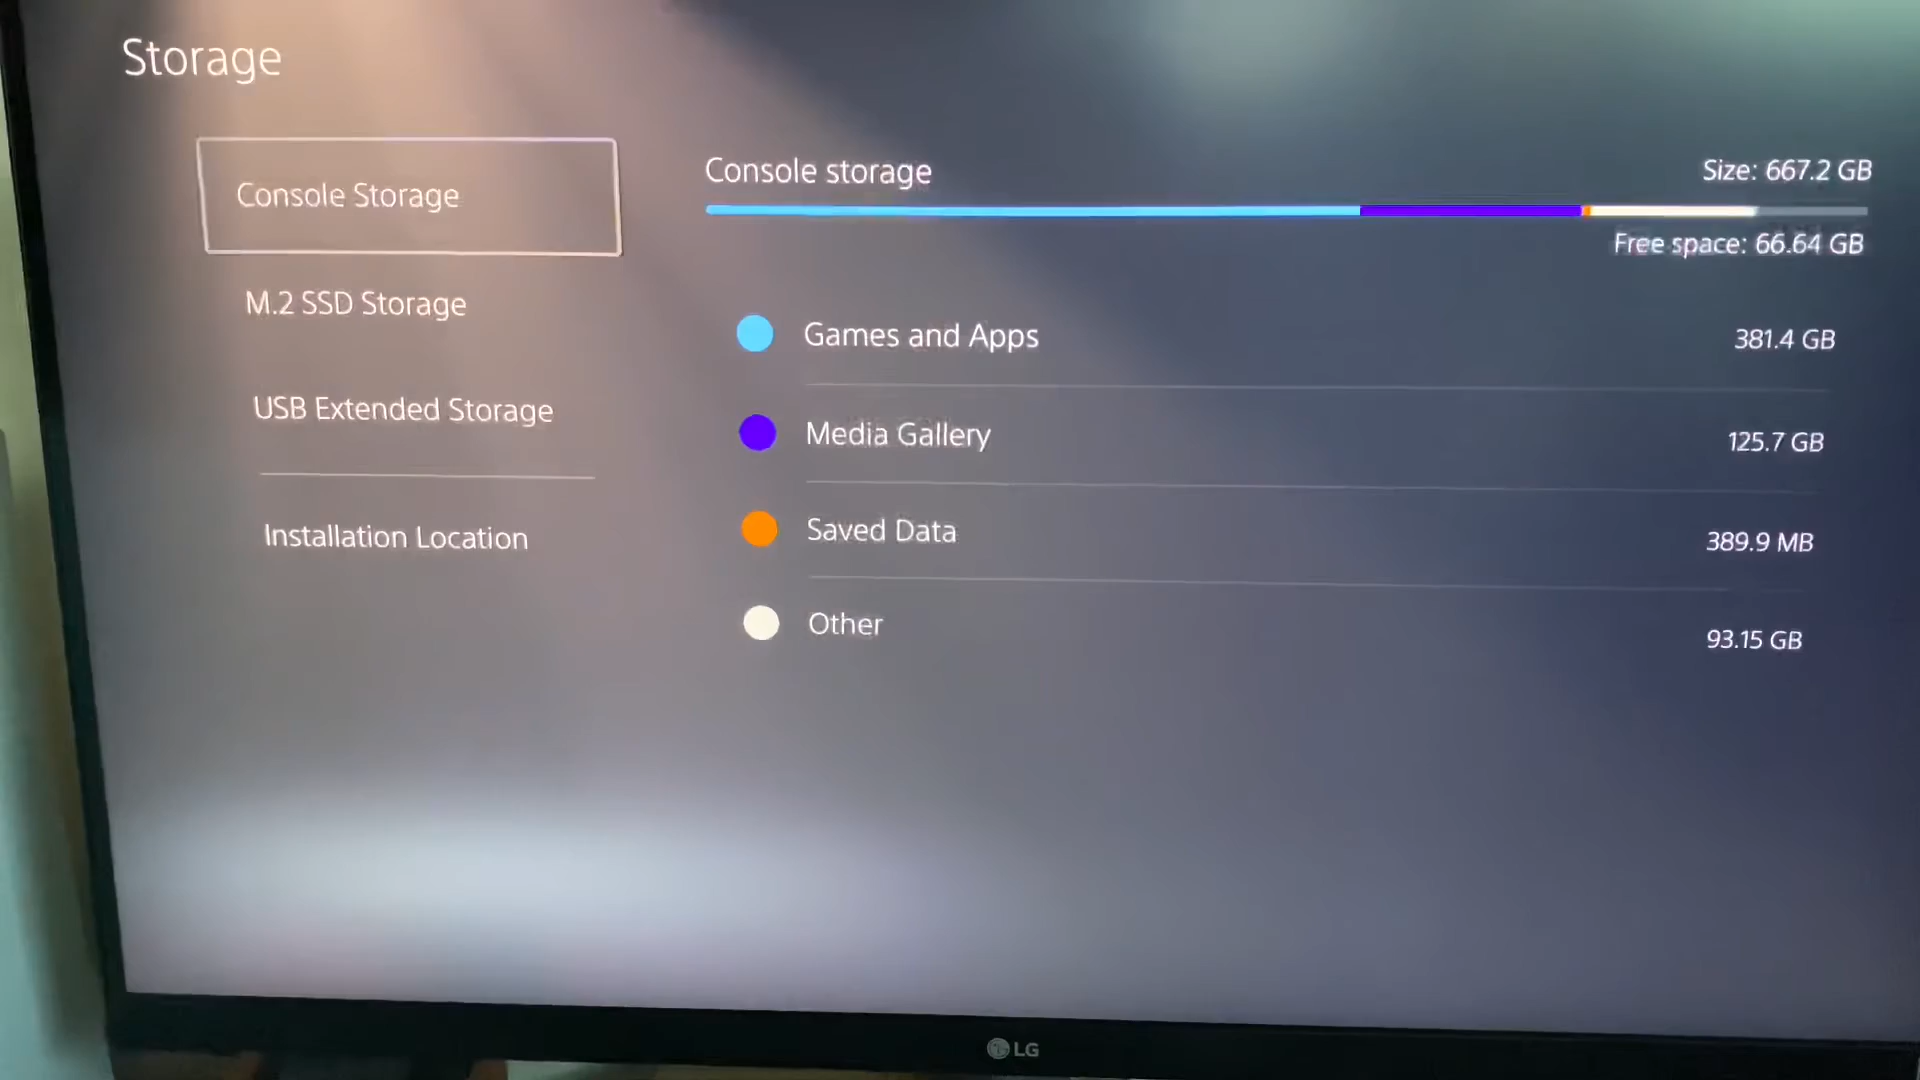 Storage
Console Storage
M.2 SSD Storage
USB Extended Storage
Installation Location
Console storage
Size: 667.2 GB
Free space: 66.64 GB
Games and Apps
381.4 GB
Media Gallery
125.7 GB
Saved Data
389.9 MB
Other
93.15 GB
LG